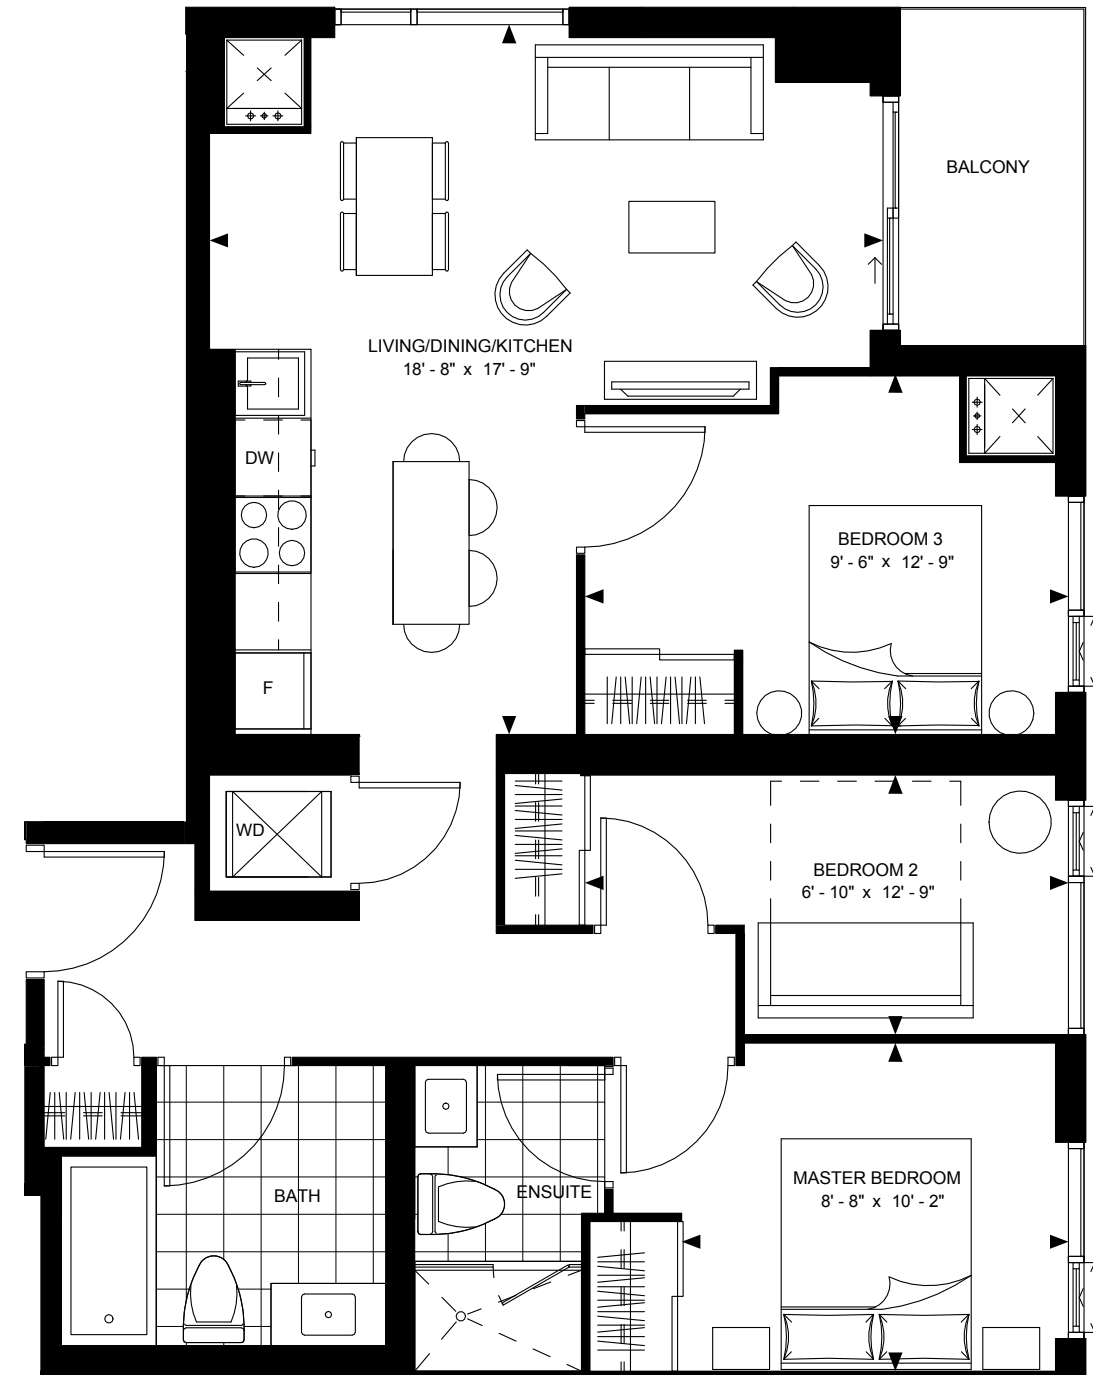 BALCONY
LIVING/DINING/KITCHEN
18' - 8" x 17' - 9"
DW
BEDROOM 3
9' - 6" x 12' - 9"
F
WD
BEDROOM 2
6' - 10" x 12' - 9"
MASTER BEDROOM
8' - 8" x 10' - 2"
ENSUITE
BATH